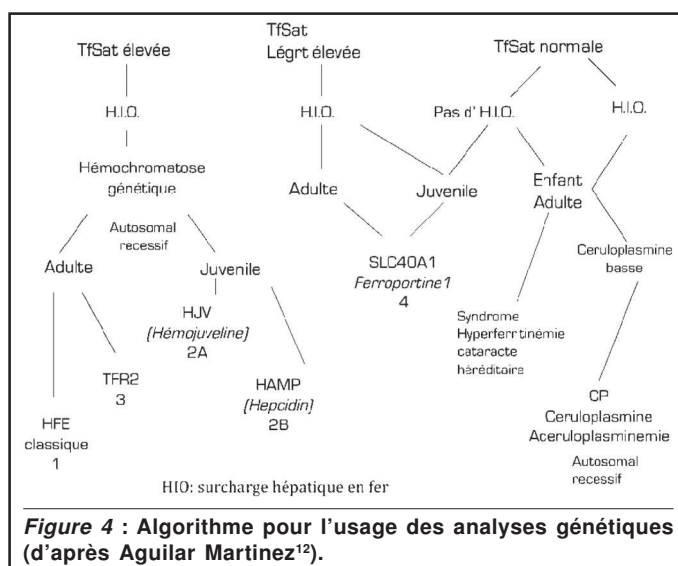 TfSat élevée
H.I.O.
Hémochromatose
génétique
Autosomal
recessif
Adulte
Juvenile
HJV
(Hémojuveline)
2A
TFR2
3
HAMP
(Hepcidin)
2B
HFE
classique
1
TfSat
Légrt élevée
H.I.O.
Adulte
Juvenile
SLC40A1
Ferroportine1
4
TfSat normale
Pas d' H.I.O.
H.I.O.
Enfant
Adulte
Ceruloplasmine
basse
Syndrome
Hyperferr tinémie
cataracte
héréditaire
CP
Ceruloplasmine
Aceruloplasminemie
Autosomal
recessif
HIO: surcharge hépatique en fer
Figure 4 : Algorithme pour l'usage des analyses génétiques
(d'après Aguilar Martinez¹²).